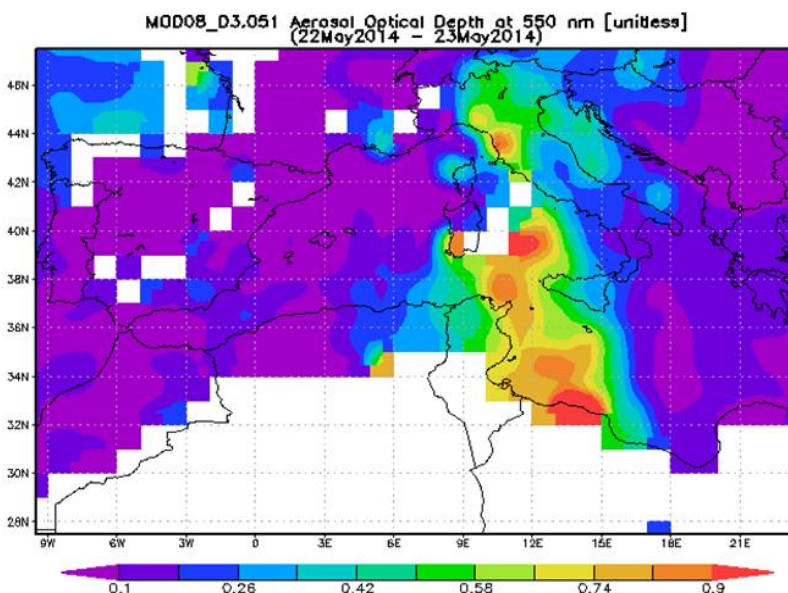 MOD08_D3.051 Aerosol Optical Depth at 550 nm [unitless]
(22May2014 - 23May2014)
46N
44N
42N
40N
38N
36N
34N
32N
30N
28N
9W 6W 3W 0 3E 6E 9E 12E 15E 18E 21E
0.1 0.26 0.42 0.58 0.74 0.9